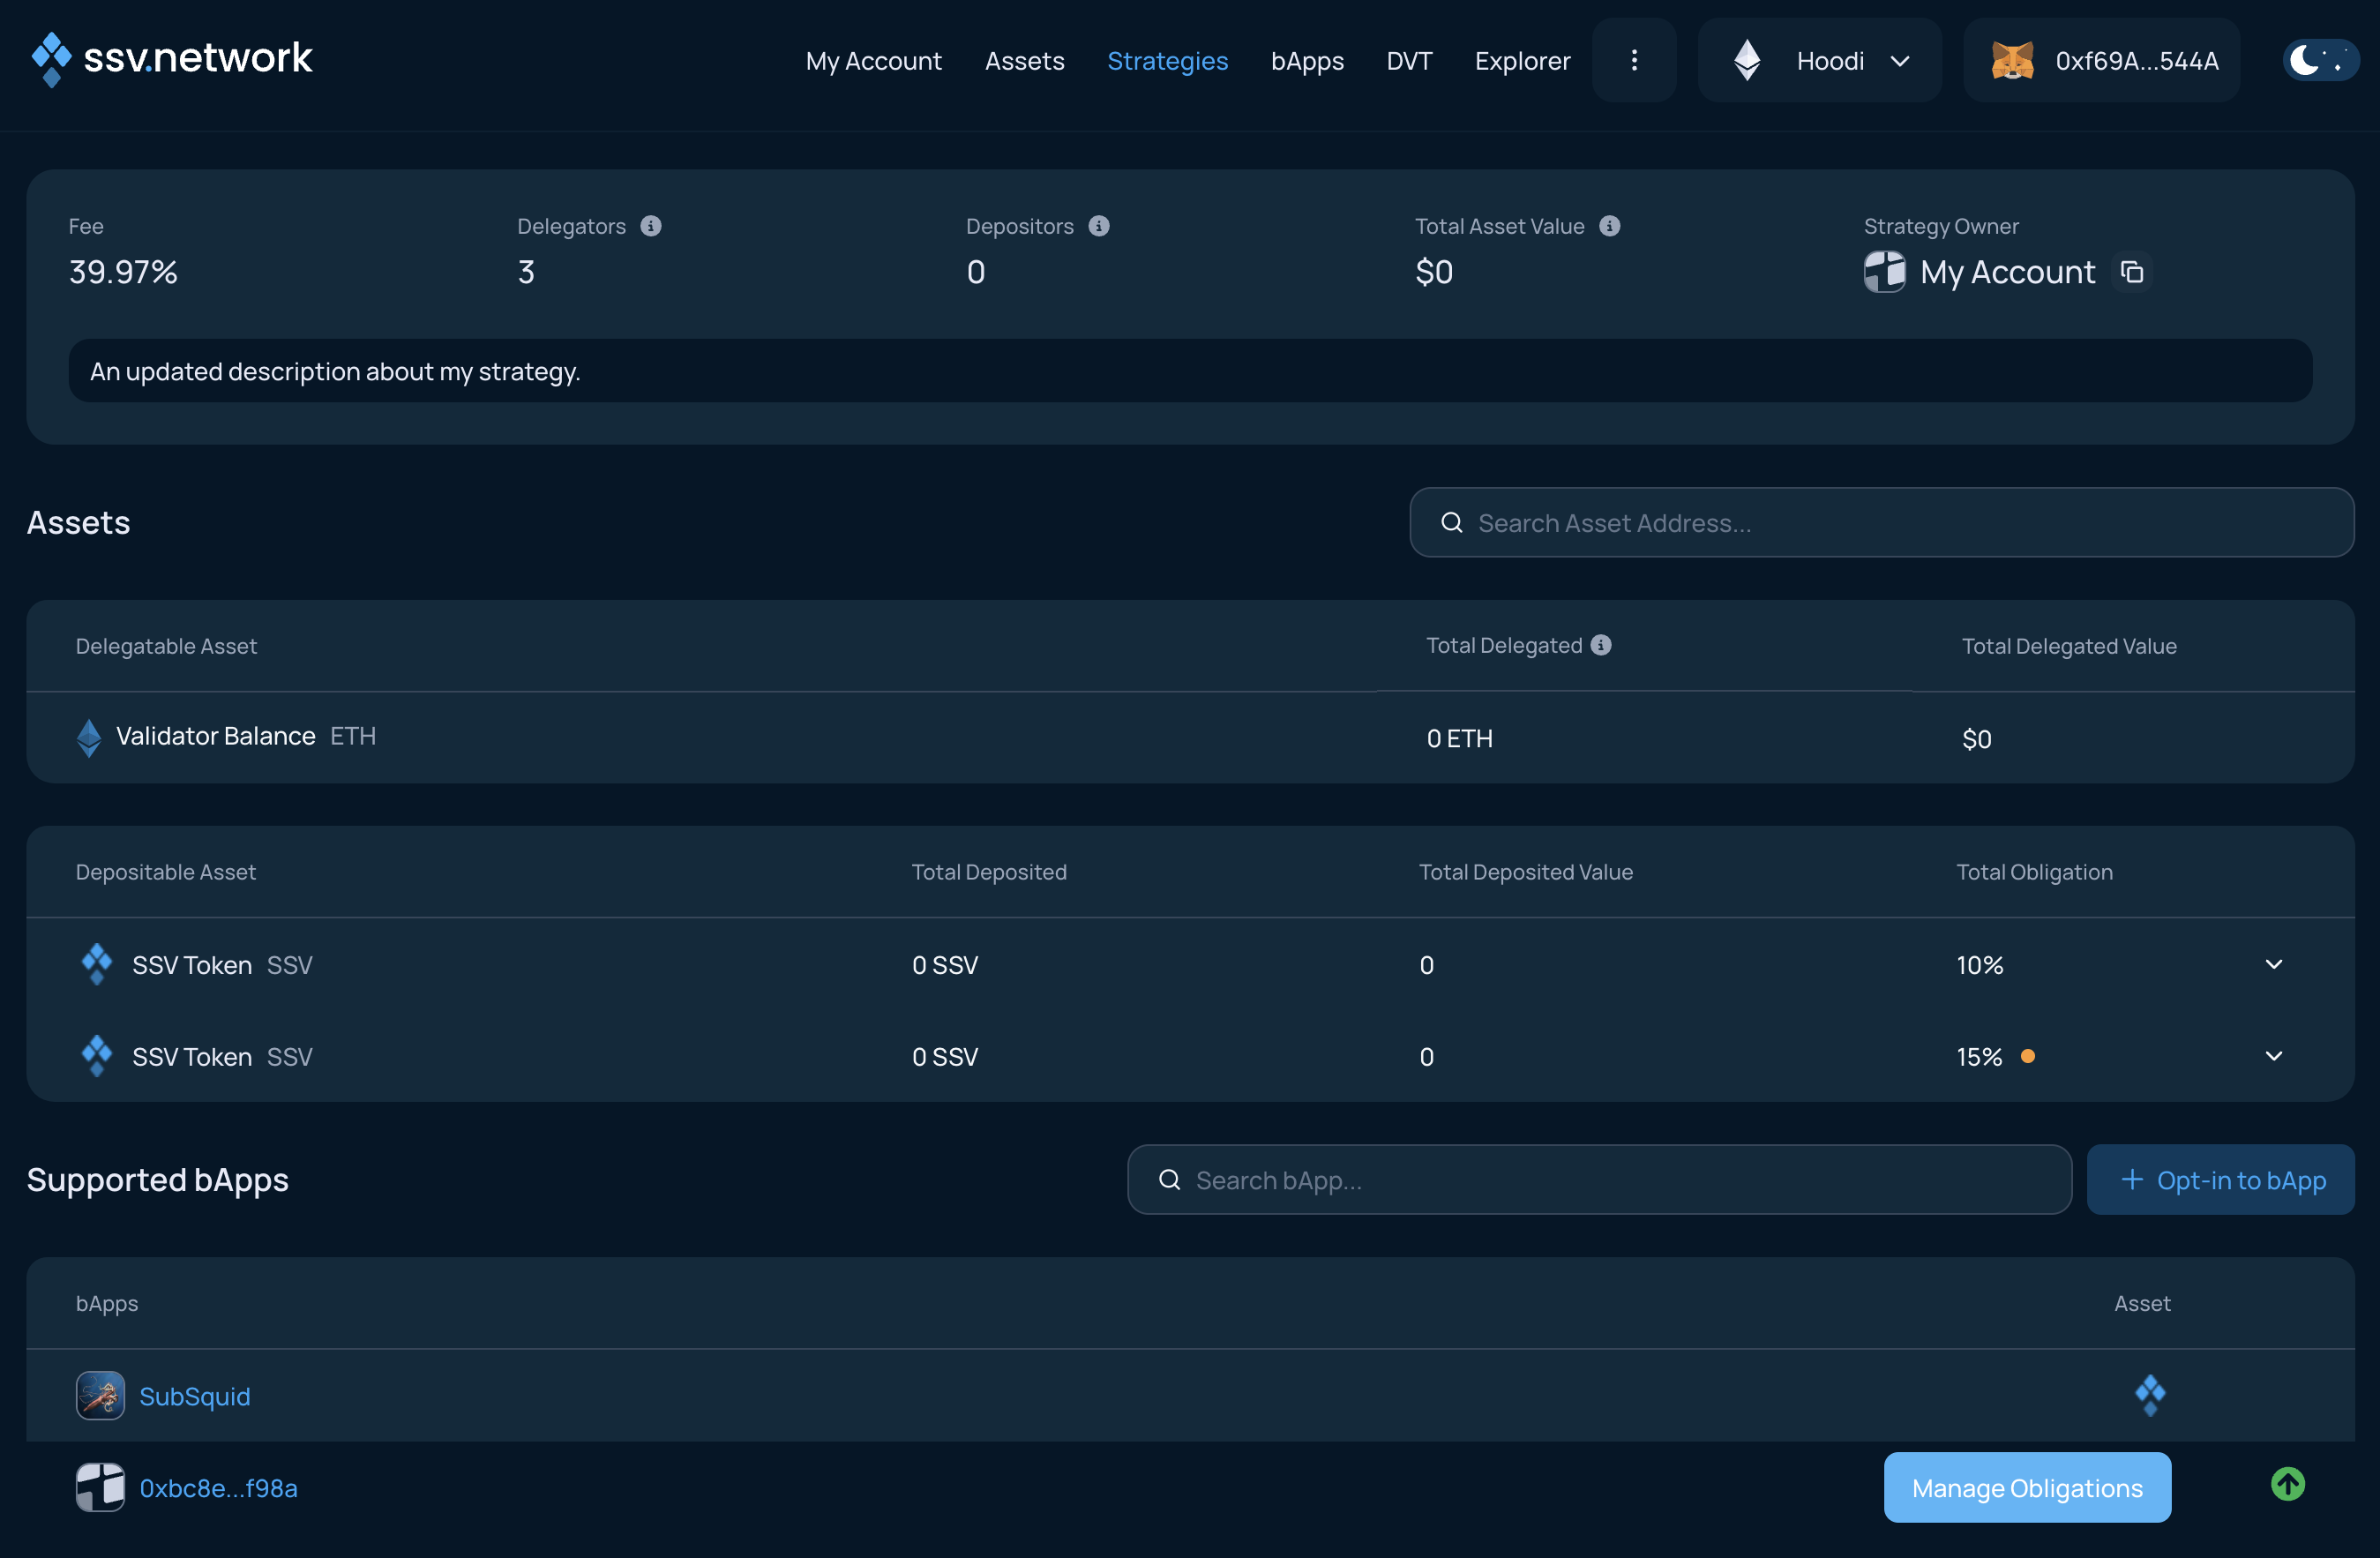 ssv.network
My Account Assets Strategies bApps DVT Explorer Hoodi 0xf69A...544A
Fee Delegators Depositors Total Asset Value Strategy Owner
39.97% 3 0 $0 My Account
An updated description about my strategy.
Assets Search Asset Address...
Delegatable Asset Total Delegated Total Delegated Value
Validator Balance ETH 0 ETH $0
Depositable Asset Total Deposited Total Deposited Value Total Obligation
SSV Token SSV 0 SSV 0 10%
SSV Token SSV 0 SSV 0 15%
Supported bApps Search bApp... Opt-in to bApp
bApps Asset
SubSquid
0xbc8e...f98a Manage Obligations